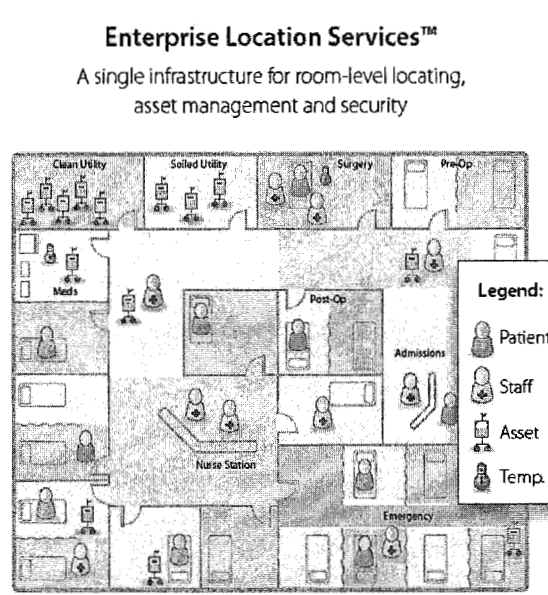 Enterprise Location Services™
A single infrastructure for room-level locating,
asset management and security
Clean Utility
Soiled Utility
Surgery
Pre-Op
Meds
Post-Op
Admissions
Nurse Station
Emergency
Legend:
Patient
Staff
Asset
Temp.